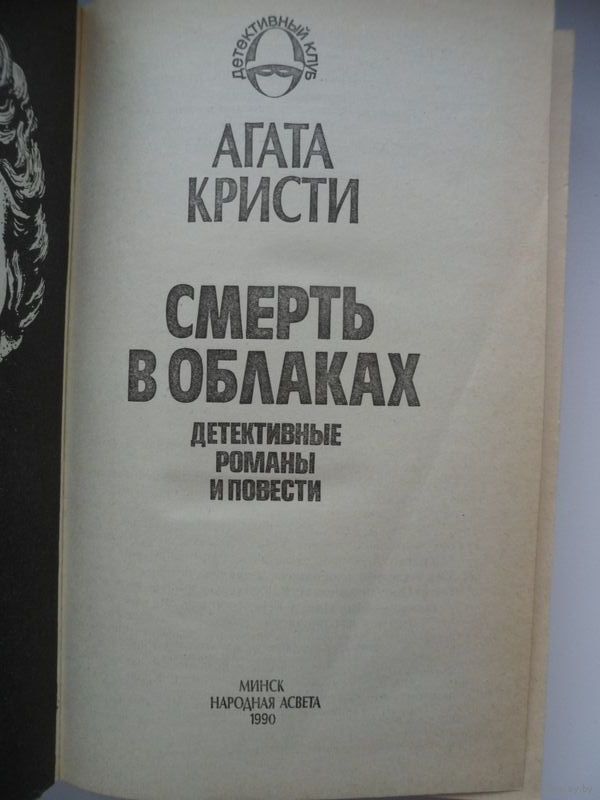 ДЕТЕКТИВНЫЙ КЛУБ
АГАТА
КРИСТИ
СМЕРТЬ
В ОБЛАКАХ
ДЕТЕКТИВНЫЕ
РОМАНЫ
И ПОВЕСТИ
МИНСК
НАРОДНАЯ АСВЕТА
1990